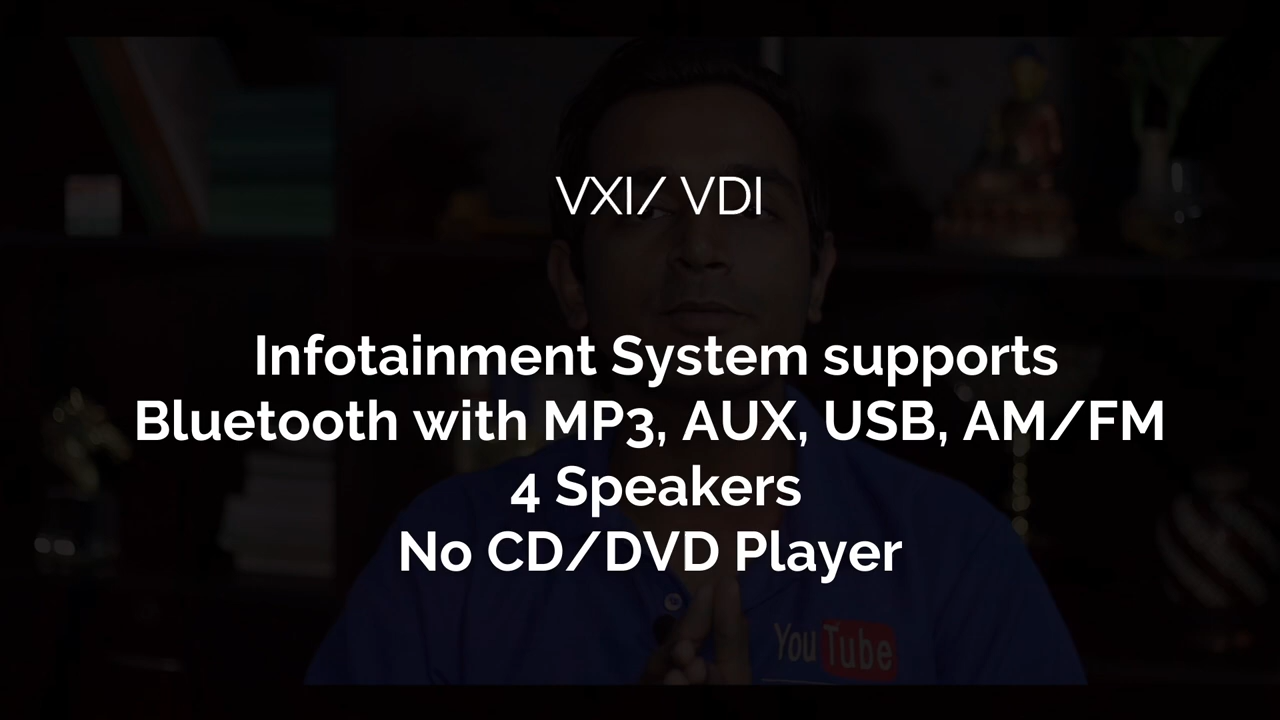 VXI/ VDI
Infotainment System supports
Bluetooth with MP3, AUX, USB, AM/FM
4 Speakers
No CD/DVD Player
YouTube